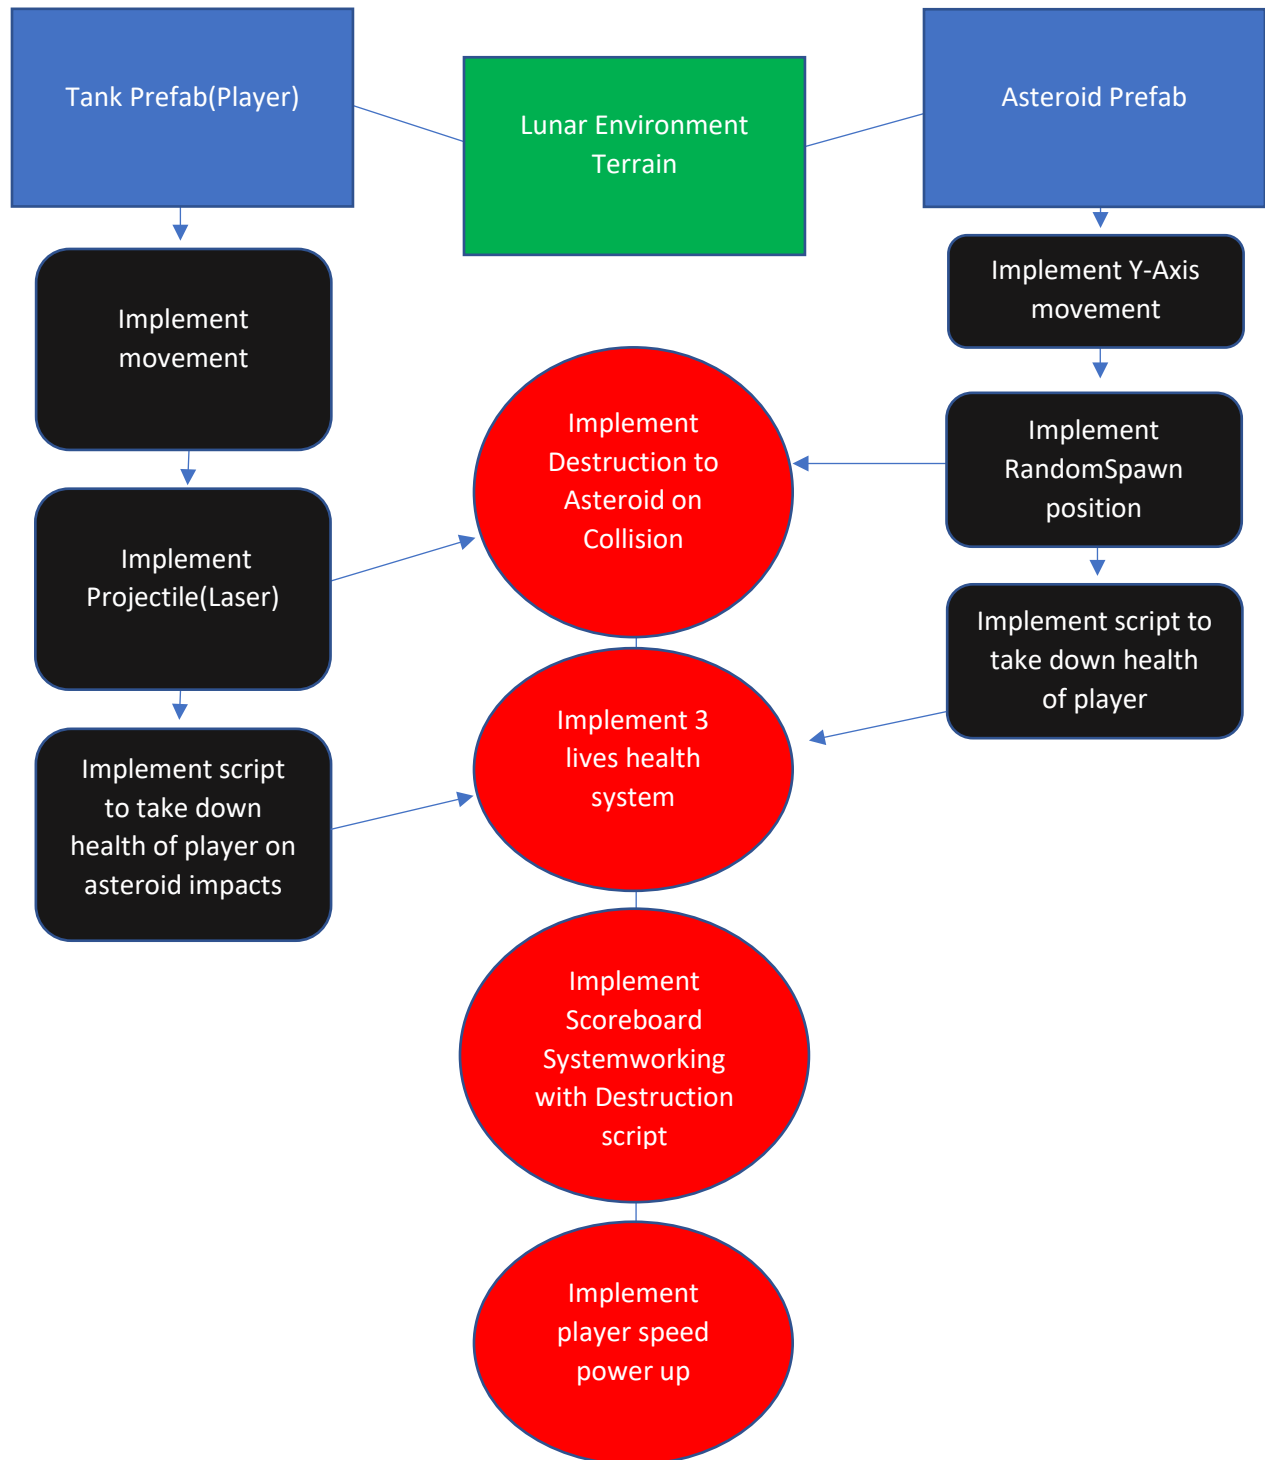 Tank Prefab(Player)
Lunar Environment
Terrain
Asteroid Prefab
Implement
movement
Implement Y-Axis
movement
Implement
Destruction to
Asteroid on
Collision
Implement
RandomSpawn
position
Implement
Projectile(Laser)
Implement script to
take down health
of player
Implement 3
lives health
system
Implement script
to take down
health of player on
asteroid impacts
Implement
Scoreboard
Systemworking
with Destruction
script
Implement
player speed
power up